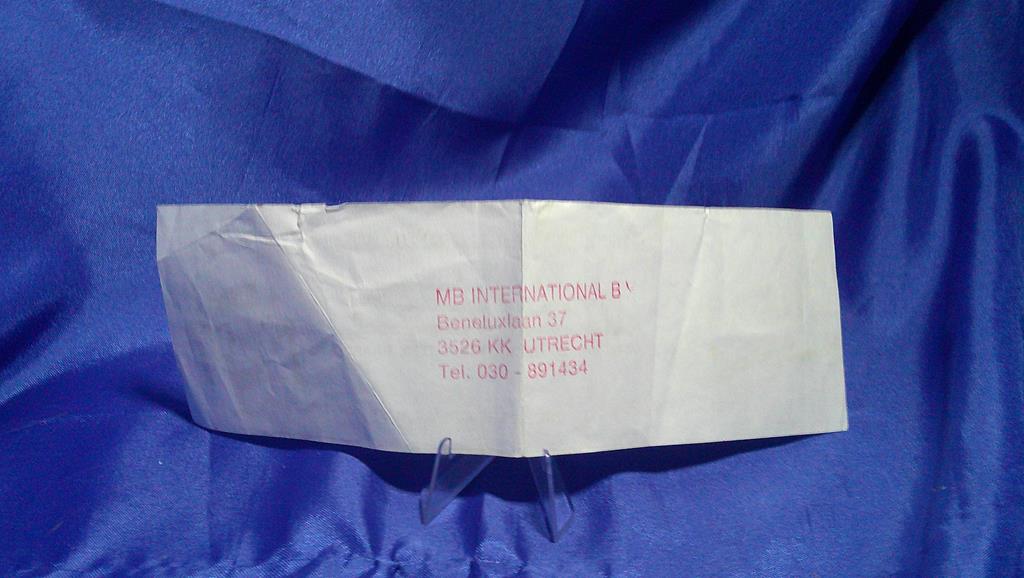 MB INTERNATIONAL B V
Beneluxlaan 37
3526 KK UTRECHT
Tel. 030 - 891434